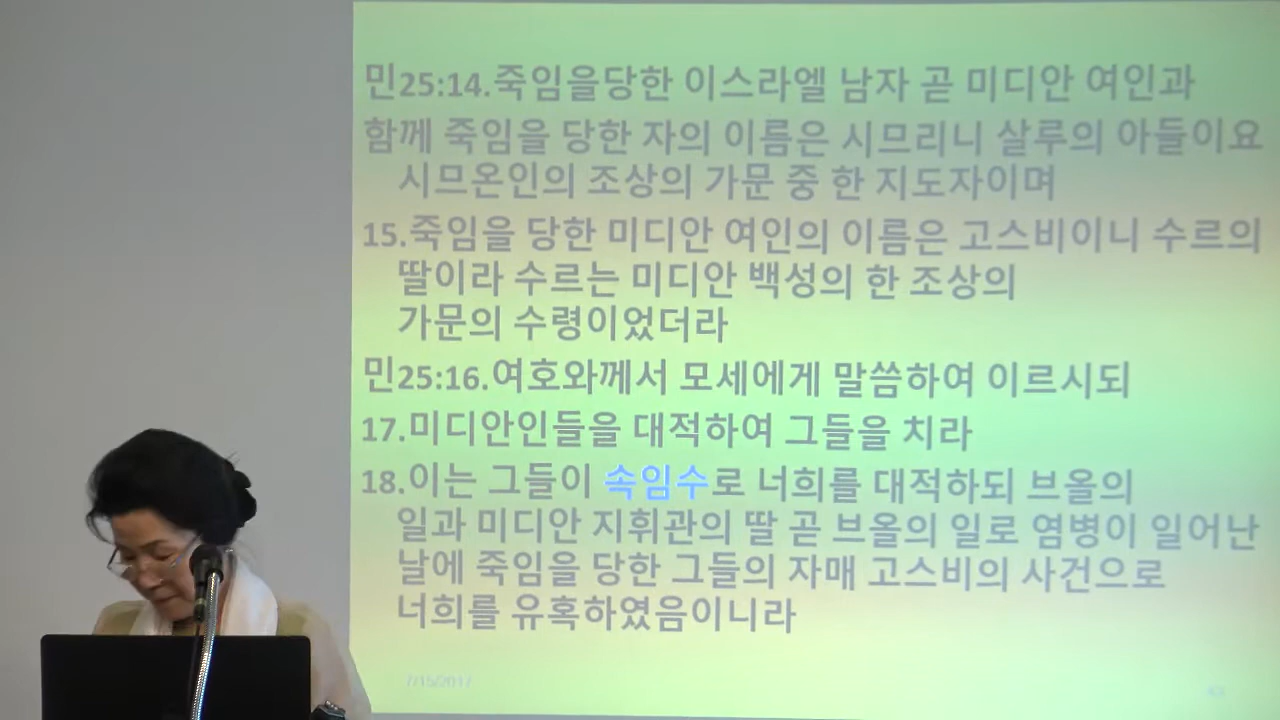 민25:14.죽임을당한 이스라엘 남자 곧 미디안 여인과
함께 죽임을 당한 자의 이름은 시므리니 살루의 아들이요
시므온인의 조상의 가문 중 한 지도자이며
15.죽임을 당한 미디안 여인의 이름은 고스비이니 수르의
딸이라 수르는 미디안 백성의 한 조상의
가문의 수령이었더라
민25:16.여호와께서 모세에게 말씀하여 이르시되
17.미디안인들을 대적하여 그들을 치라
18.이는 그들이 속임수로 너희를 대적하되 브올의
일과 미디안 지휘관의 딸 곧 브올의 일로 염병이 일어난
날에 죽임을 당한 그들의 자매 고스비의 사건으로
너희를 유혹하였음이니라
7/15/2017